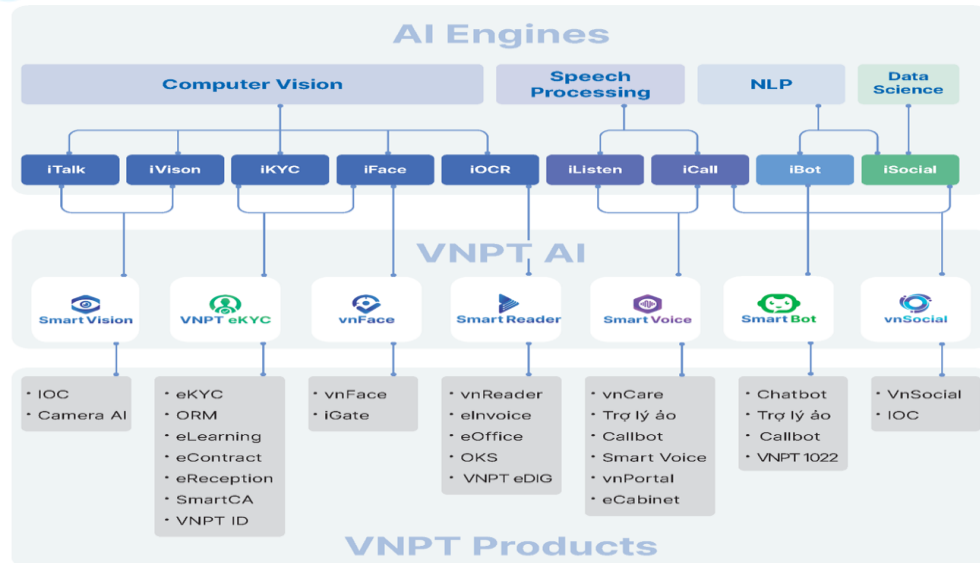 AI Engines
Computer Vision
Speech
Processing
NLP
Data
Science
iTalk
iVison
iKYC
iFace
iOCR
iListen
iCall
iBot
iSocial
VNPT AI
Smart Vision
VNPT eKYC
vnFace
Smart Reader
Smart Voice
Smart Bot
vnSocial
· IOC
· Camera AI
· eKYC
· ORM
· eLearning
· eContract
· eReception
· SmartCA
· VNPT ID
· vnFace
· iGate
· vnReader
· eInvoice
· eOffice
· OKS
· VNPT eDIG
· vnCare
· Trợ lý ảo
· Callbot
· Smart Voice
· vnPortal
· eCabinet
· Chatbot
· Trợ lý ảo
· Callbot
· VNPT 1022
· VnSocial
· IOC
VNPT Products